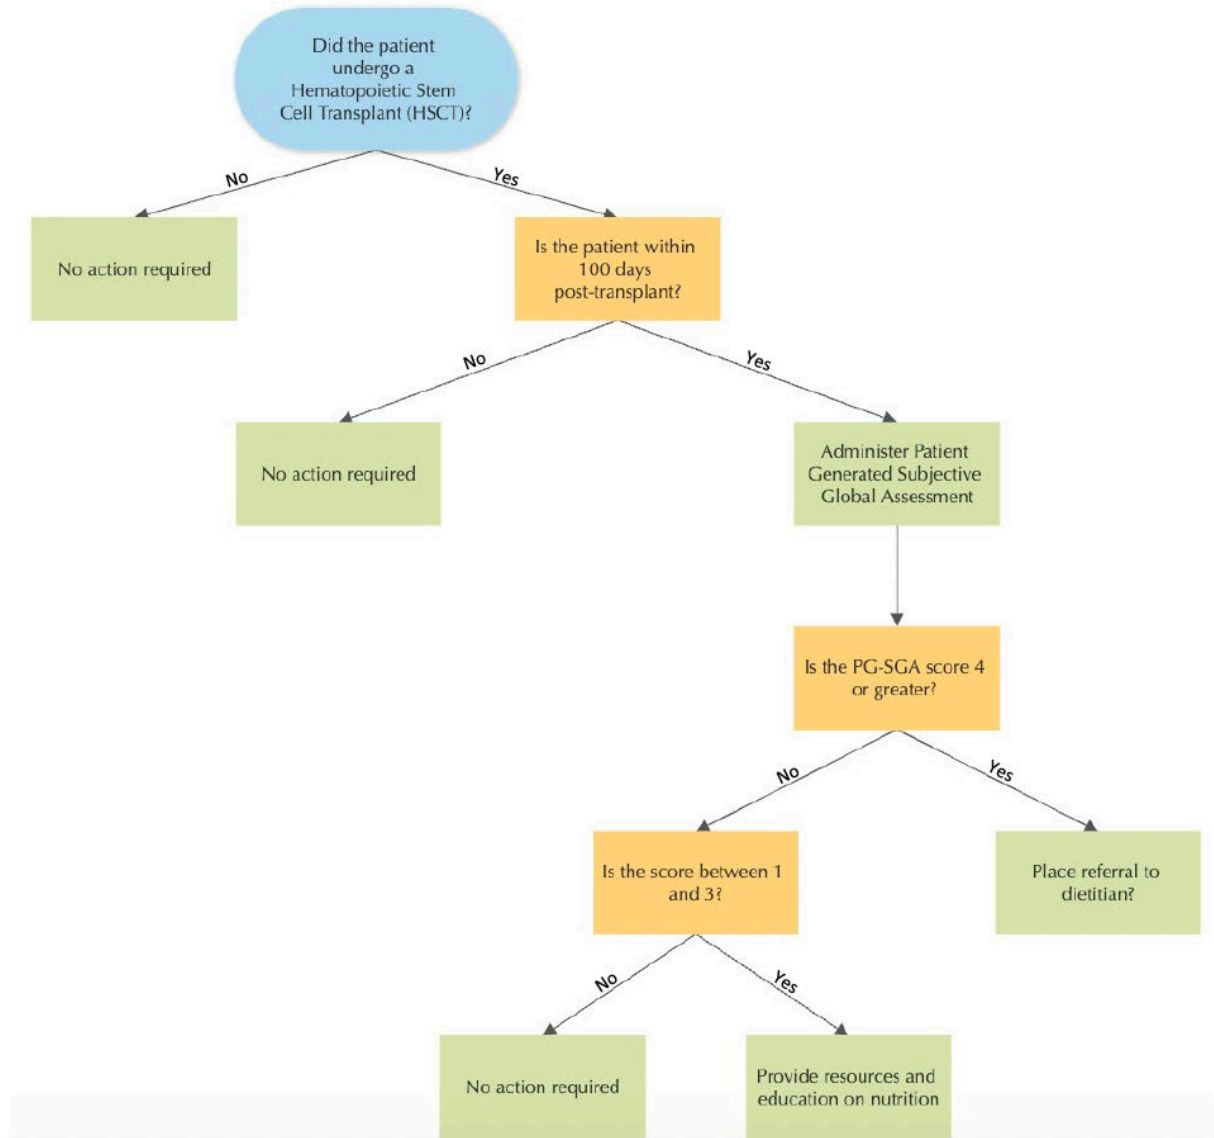 Did the patient
undergo a
Hematopoietic Stem
Cell Transplant (HSCT)?
No
Yes
No action required
Is the patient within
100 days
post-transplant?
No
Yes
No action required
Administer Patient
Generated Subjective
Global Assessment
Is the PG-SGA score 4
or greater?
No
Yes
Is the score between 1
and 3?
Place referral to
dietitian?
No
Yes
No action required
Provide resources and
education on nutrition